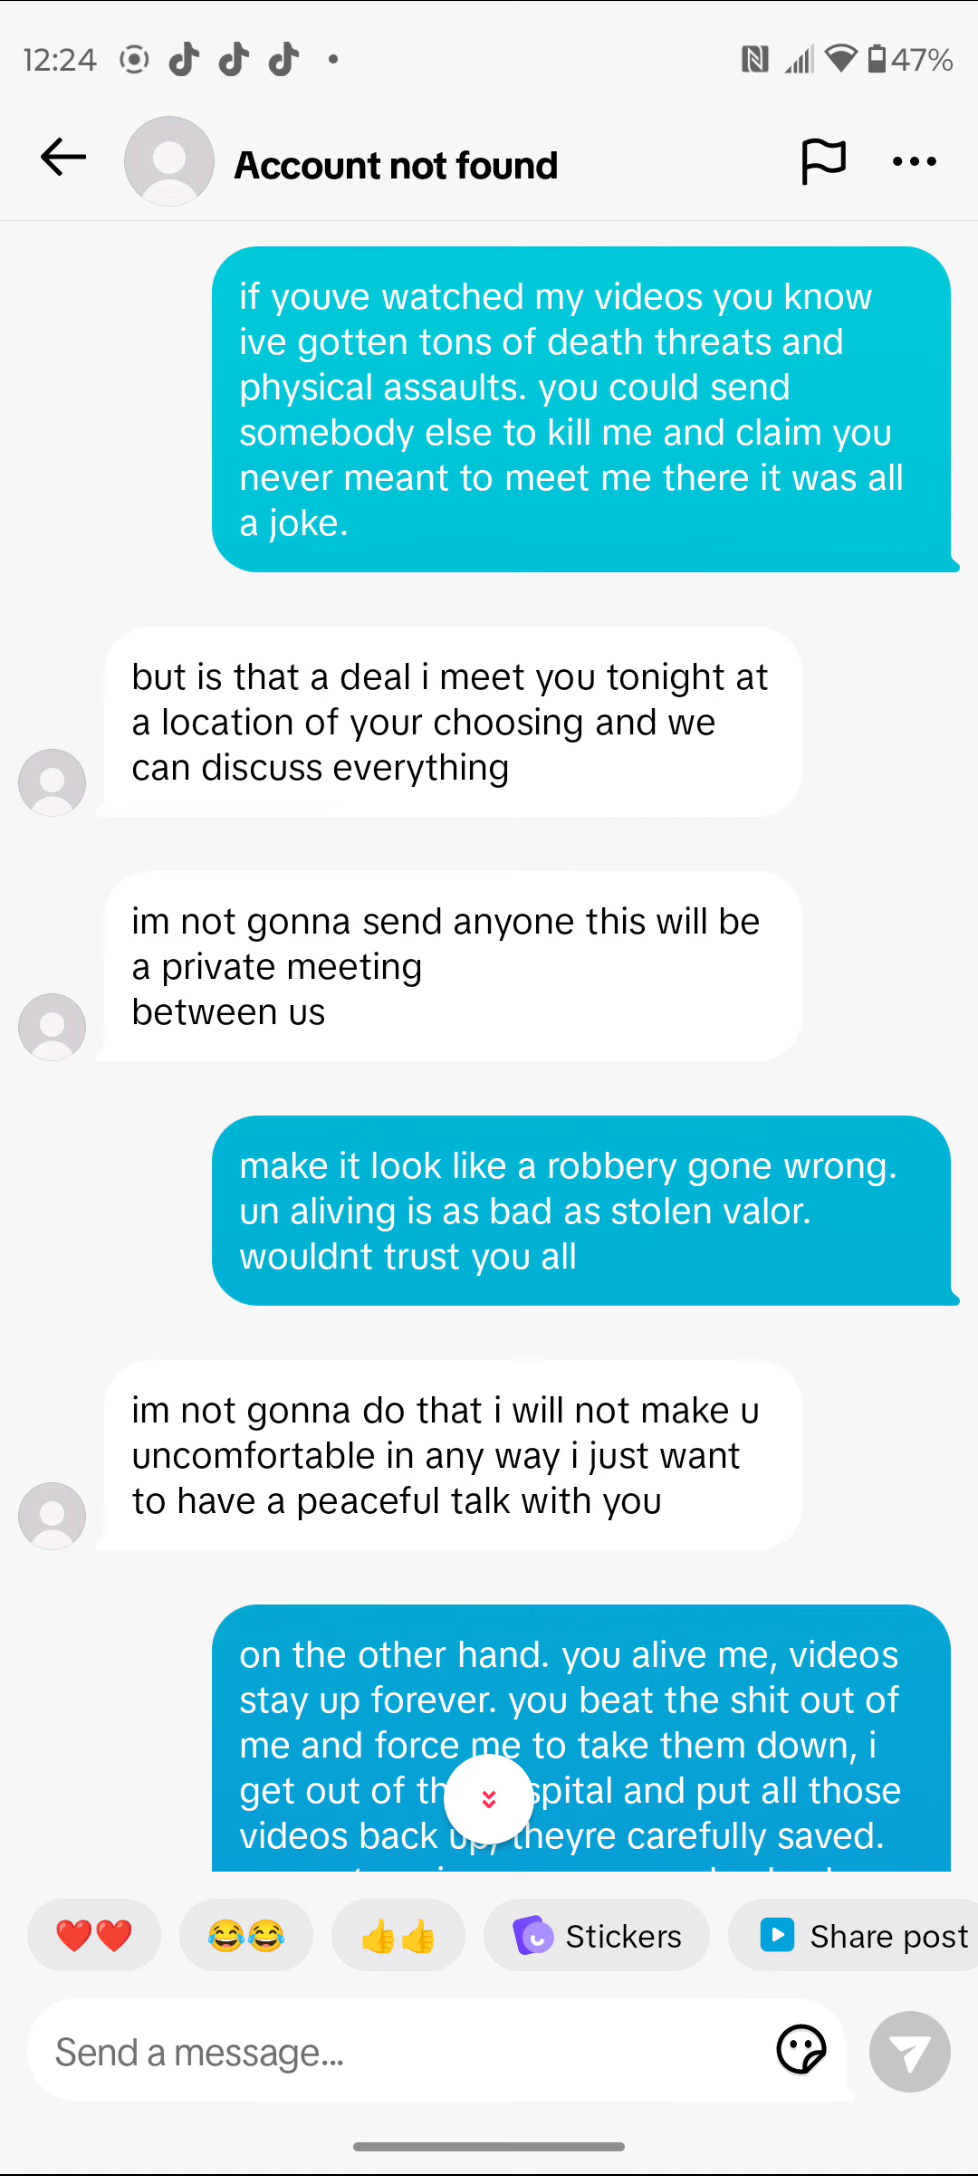 12:24
47%
Account not found
if youve watched my videos you know
ive gotten tons of death threats and
physical assaults. you could send
somebody else to kill me and claim you
never meant to meet me there it was all
a joke.
but is that a deal i meet you tonight at
a location of your choosing and we
can discuss everything
im not gonna send anyone this will be
a private meeting
between us
make it look like a robbery gone wrong.
un aliving is as bad as stolen valor.
wouldnt trust you all
im not gonna do that i will not make u
uncomfortable in any way i just want
to have a peaceful talk with you
on the other hand. you alive me, videos
stay up forever. you beat the shit out of
me and force me to take them down, i
get out of and put all those
videos back theyre carefully saved.
Stickers
Share post
Send a message...